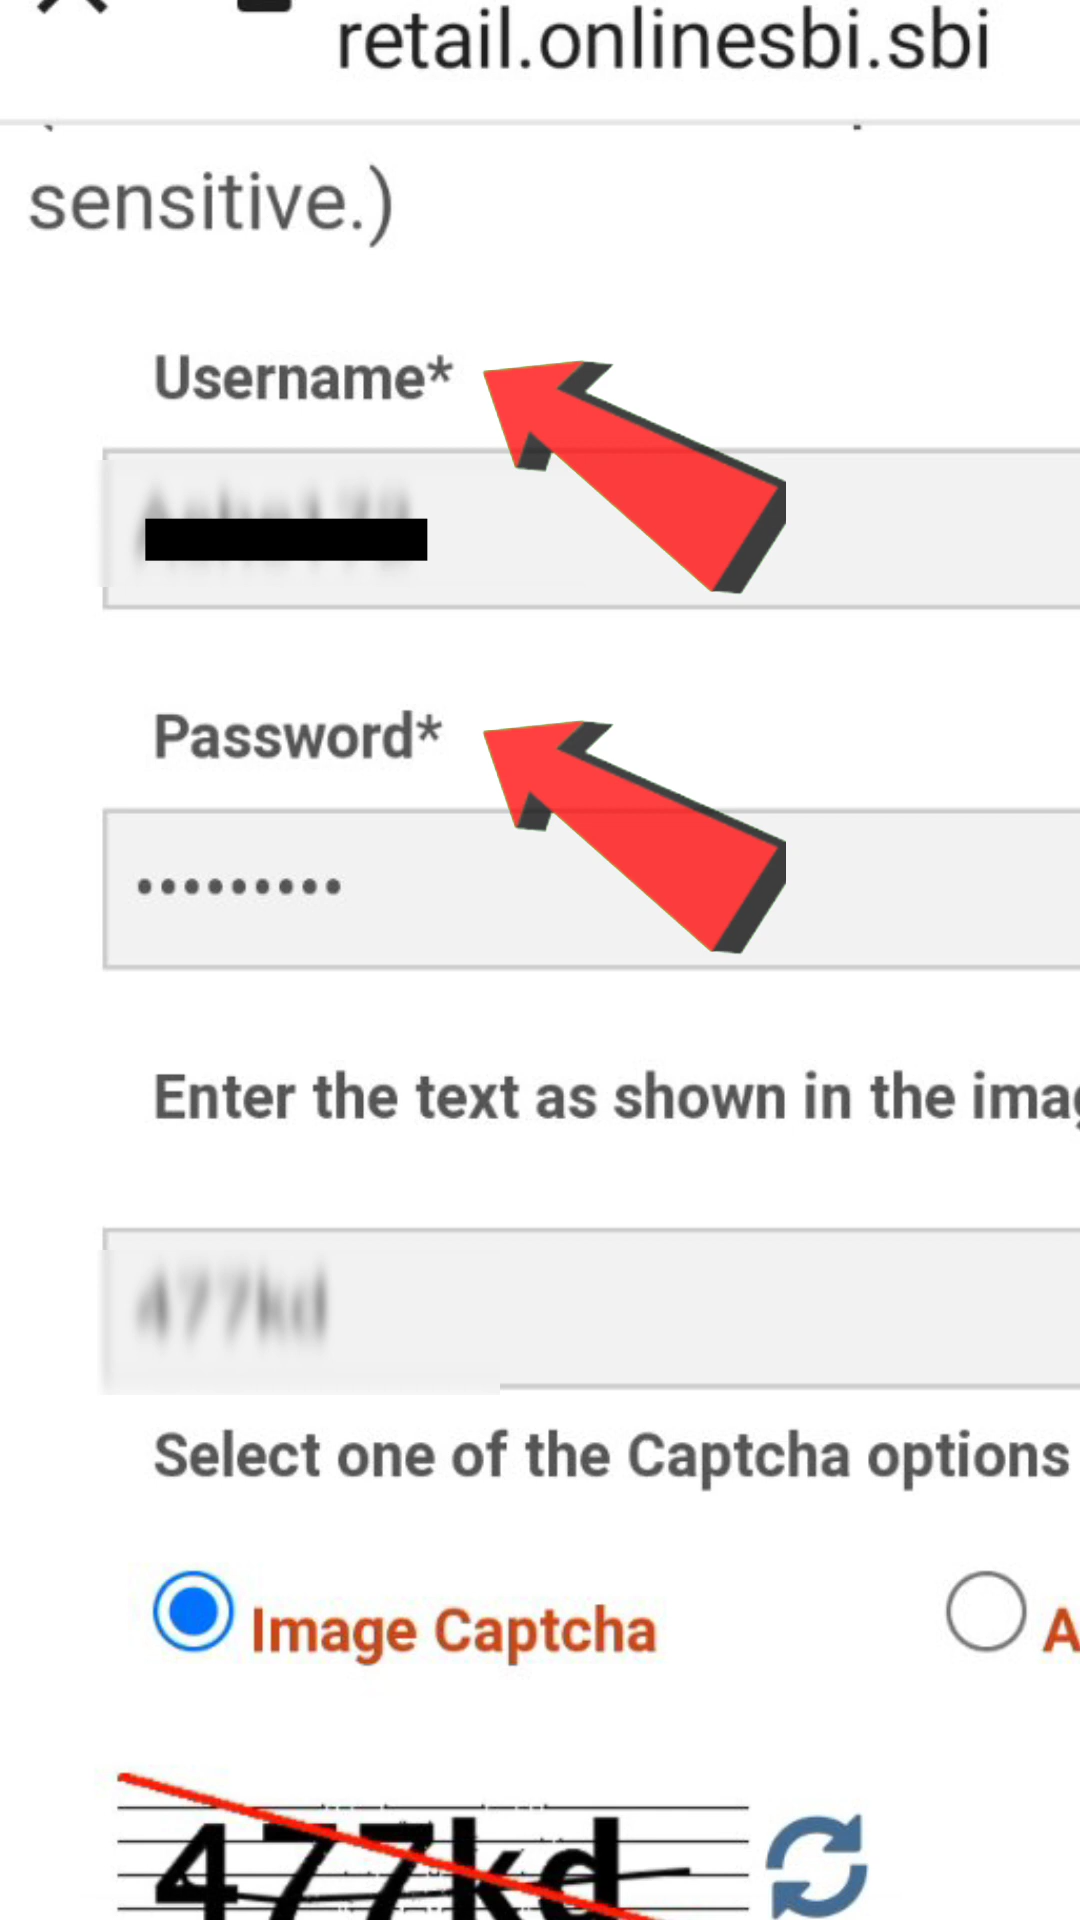 retail.onlinesbi.sbi
sensitive.)
Username*
Password*
•••••••••
Enter the text as shown in the imag
477kd
Select one of the Captcha options
Image Captcha
A
477kd